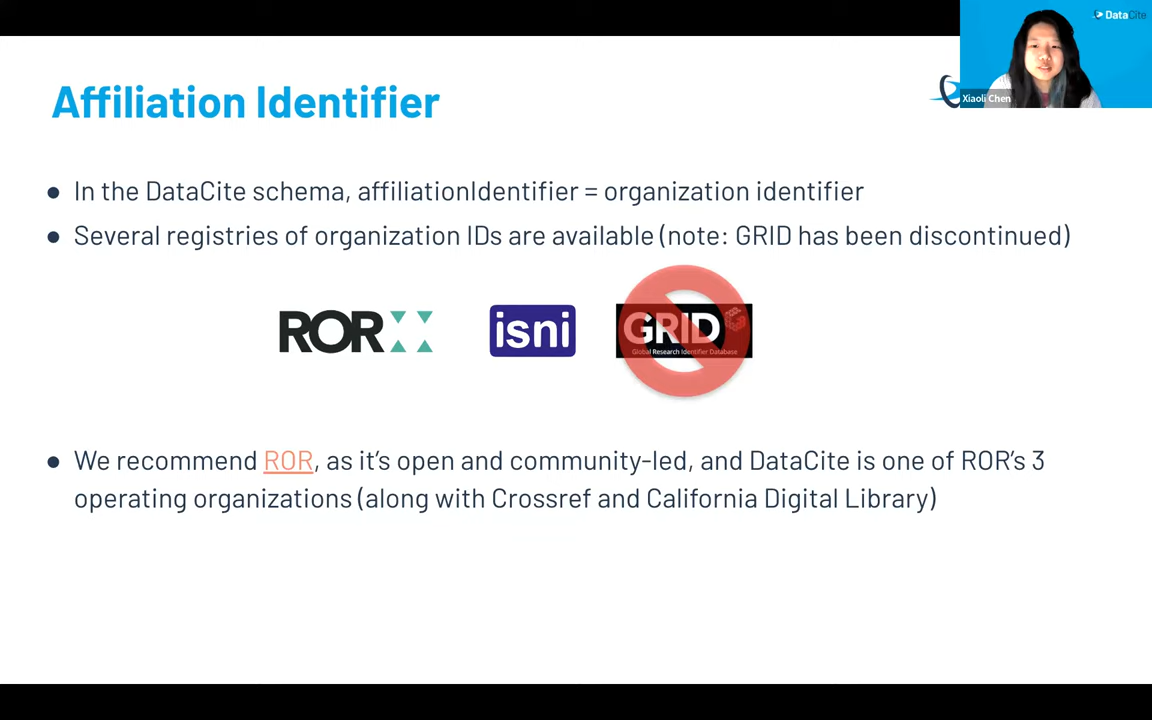 DataCite
Xiaoli Chen
Affiliation Identifier
● In the DataCite schema, affiliationIdentifier = organization identifier
● Several registries of organization IDs are available (note: GRID has been discontinued)
ROR
isni
GRID
Global Research Identifier Database
● We recommend ROR, as it's open and community-led, and DataCite is one of ROR's 3
operating organizations (along with Crossref and California Digital Library)